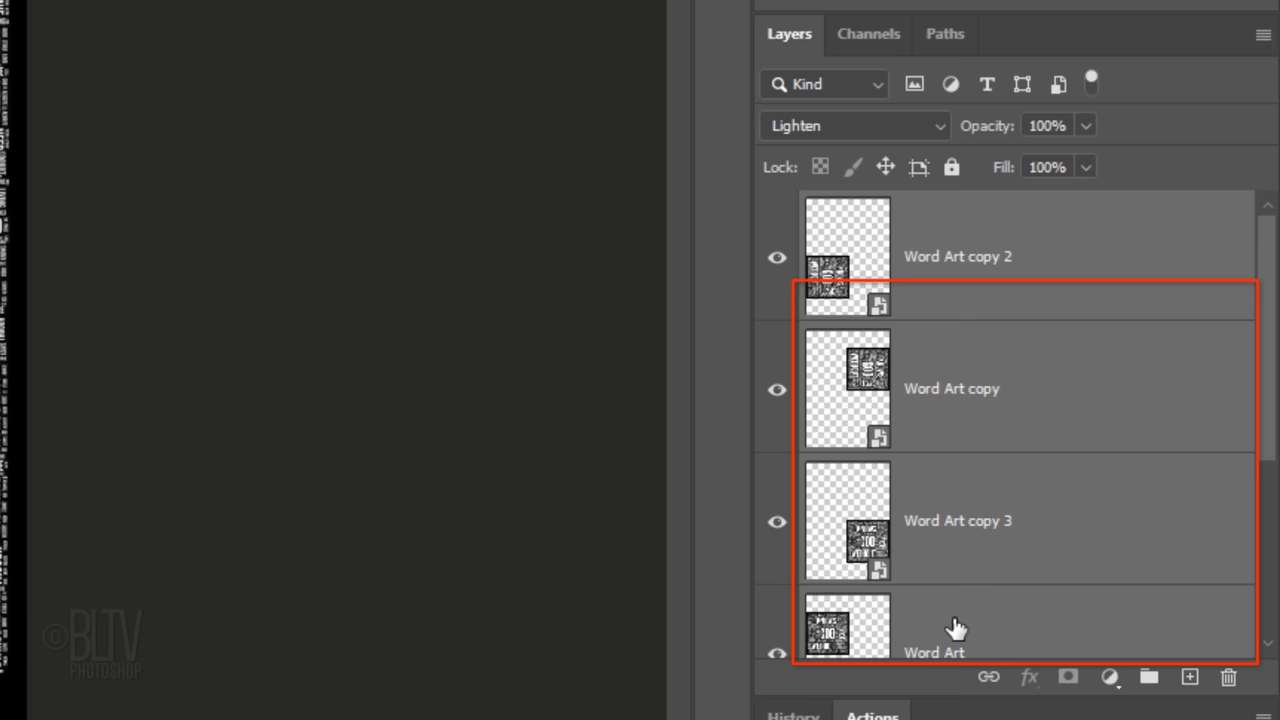 Layers Channels Paths
Kind
Lighten Opacity: 100%
Lock: Fill: 100%
Word Art copy 2
Word Art copy
Word Art copy 3
Word Art
fx
History Actions
©BLTV
PHOTOSHOP